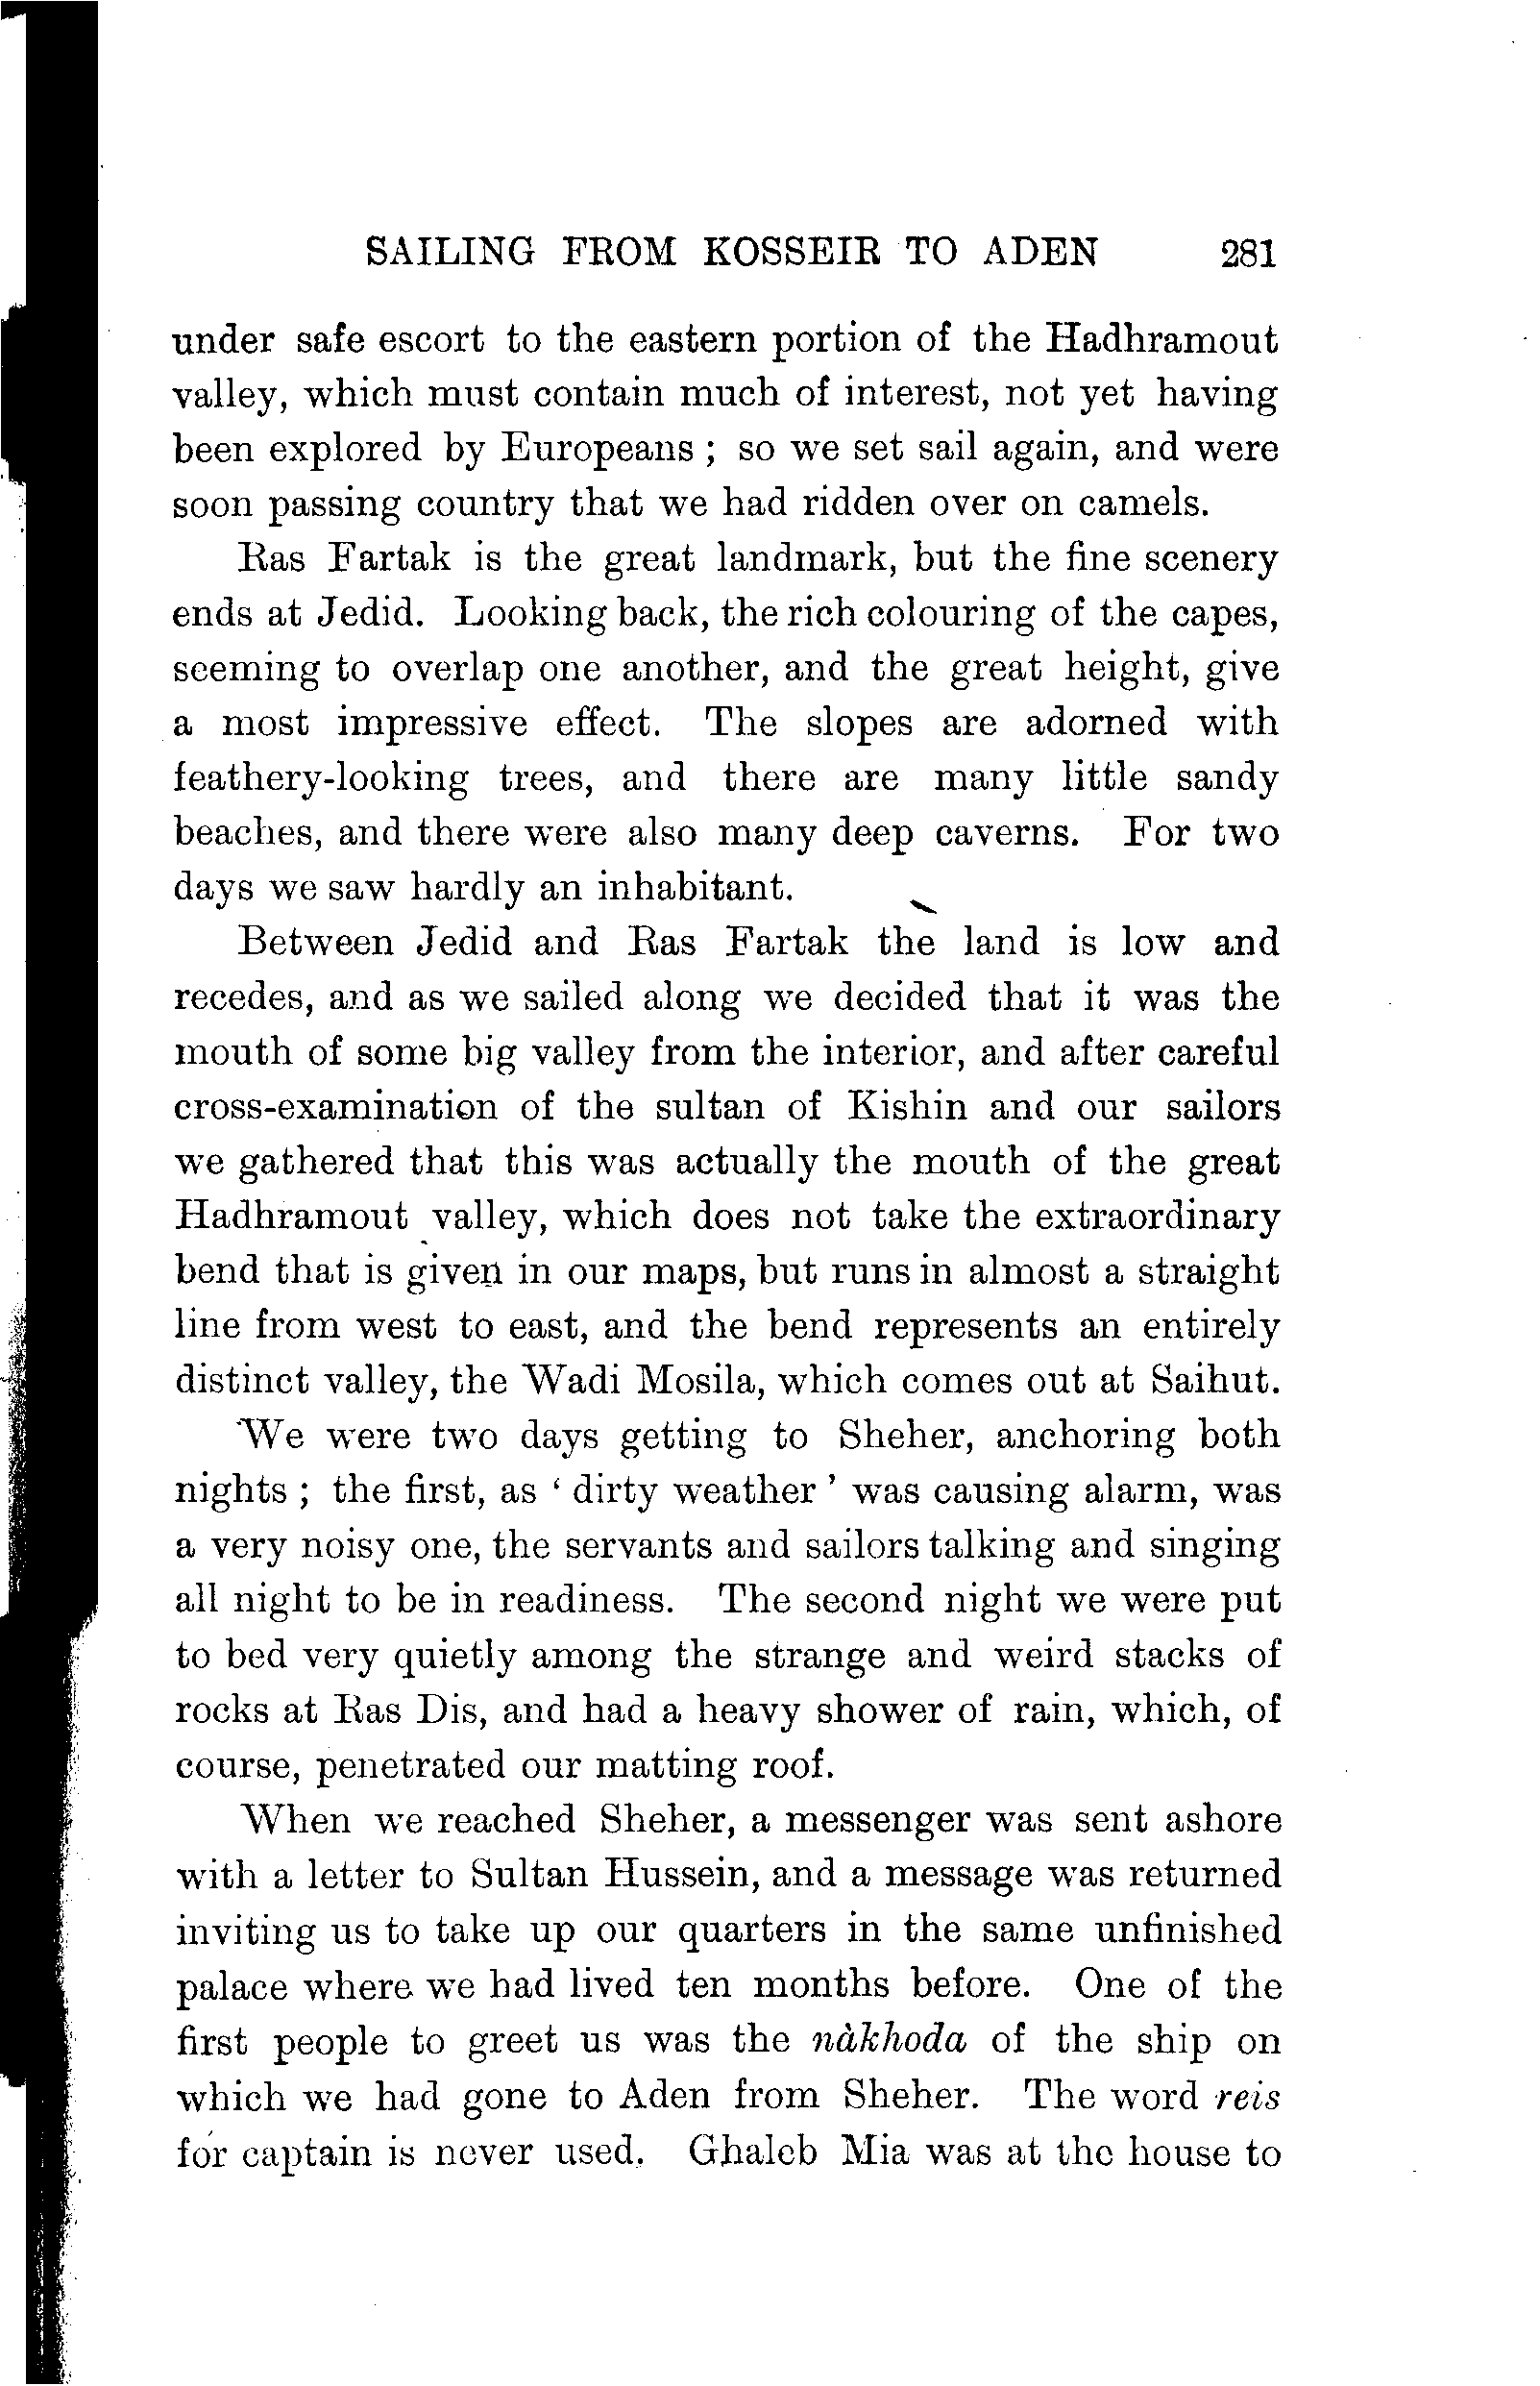 SAILING FROM KOSSEIR TO ADEN 281
under safe escort to the eastern portion of the Hadhramout
valley, which must contain much of interest, not yet having
been explored by Europeans ; so we set sail again, and were
soon passing country that we had ridden over on camels.
Ras Fartak is the great landmark, but the fine scenery
ends at Jedid. Looking back, the rich colouring of the capes,
seeming to overlap one another, and the great height, give
a most impressive effect. The slopes are adorned with
feathery-looking trees, and there are many little sandy
beaches, and there were also many deep caverns. For two
days we saw hardly an inhabitant.
Between Jedid and Ras Fartak the land is low and
recedes, and as we sailed along we decided that it was the
mouth of some big valley from the interior, and after careful
cross-examination of the sultan of Kishin and our sailors
we gathered that this was actually the mouth of the great
Hadhramout valley, which does not take the extraordinary
bend that is given in our maps, but runs in almost a straight
line from west to east, and the bend represents an entirely
distinct valley, the Wadi Mosila, which comes out at Saihut.
We were two days getting to Sheher, anchoring both
nights ; the first, as ‘ dirty weather ’ was causing alarm, was
a very noisy one, the servants and sailors talking and singing
all night to be in readiness. The second night we were put
to bed very quietly among the strange and weird stacks of
rocks at Ras Dis, and had a heavy shower of rain, which, of
course, penetrated our matting roof.
When we reached Sheher, a messenger was sent ashore
with a letter to Sultan Hussein, and a message was returned
inviting us to take up our quarters in the same unfinished
palace where we had lived ten months before. One of the
first people to greet us was the nàkhoda of the ship on
which we had gone to Aden from Sheher. The word reis
for captain is never used. Ghaleb Mia was at the house to